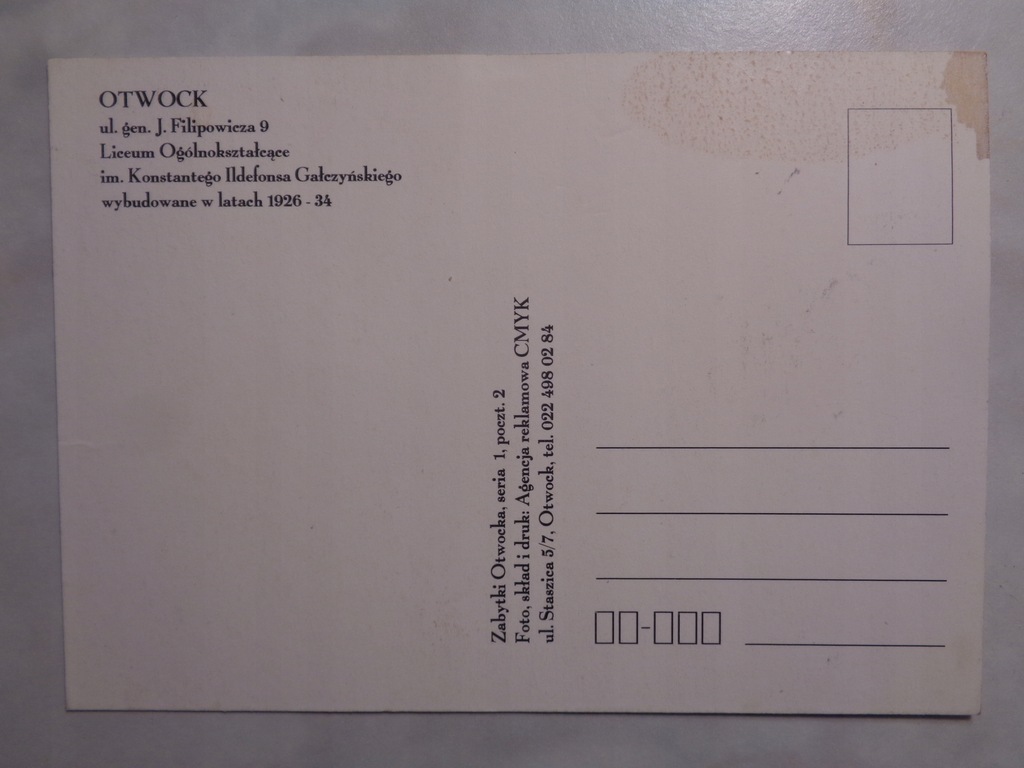 OTWOCK
ul. gen. J. Filipowicza 9
Liceum Ogólnokształcące
im. Konstantego Ildefonsa Gałczyńskiego
wybudowane w latach 1926 - 34
Zabytki Otwocka, seria 1, poczt. 2
Foto, skład i druk: Agencja reklamowa CMYK
ul. Staszica 5/7, Otwock, tel. 022 498 02 84